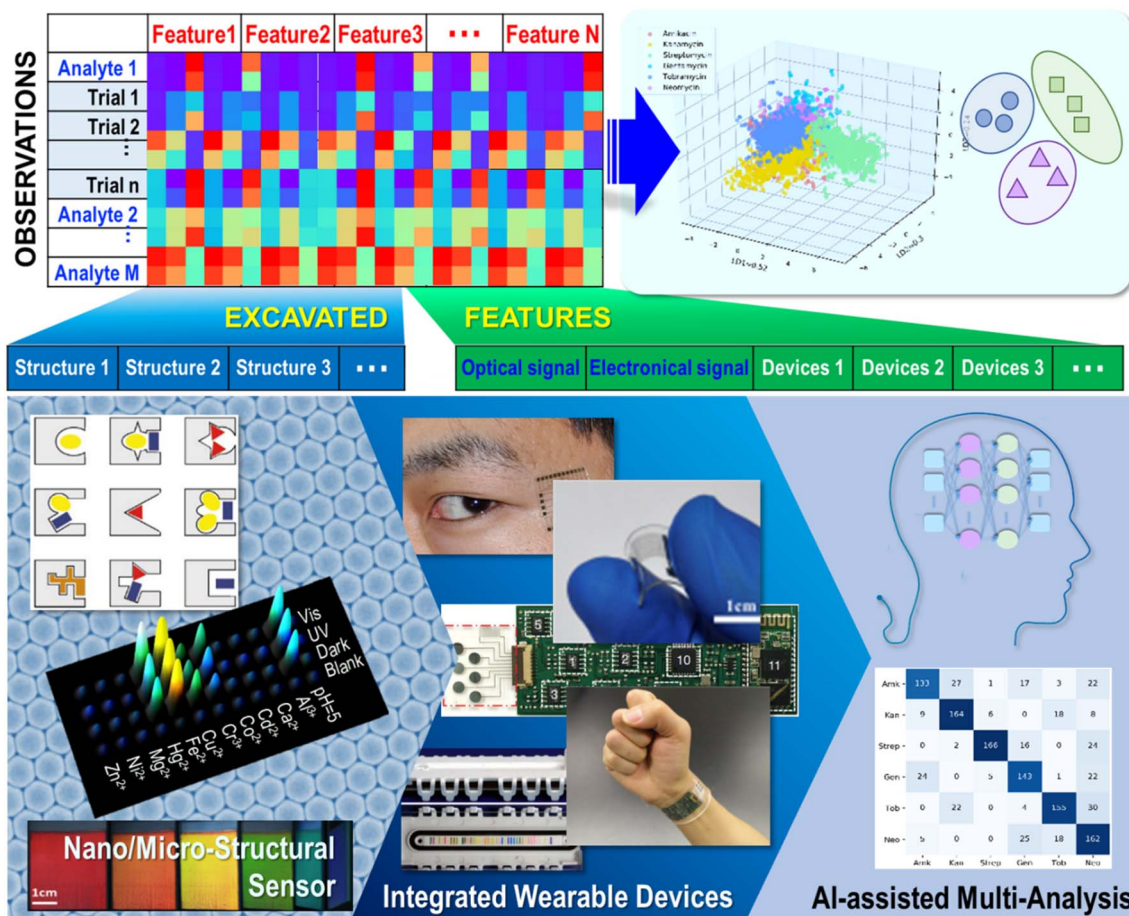 OBSERVATIONS
Feature1 Feature2 Feature3 ... Feature N
Analyte 1
Trial 1
Trial 2
⋮
Trial n
Analyte 2
⋮
Analyte M
Amikacin
Kanamycin
Streptomycin
Gentamycin
Tobramycin
Neomycin
LD1=0.52
LD2=0.3
EXCAVATED FEATURES
Structure 1 Structure 2 Structure 3 ...
Optical signal Electronical signal Devices 1 Devices 2 Devices 3 ...
Vis
UV
Dark
Blank
Zn2+
Ni2+
Mg2+
Hg2+
Fe2+
Cu2+
Cr3+
Co2+
Cd2+
Ca2+
Al3+
pH=5
1cm
Nano/Micro-Structural
Sensor
1cm
5
1 2 10 11
3
Integrated Wearable Devices
Amk 133 27 1 17 3 22
Kan 9 164 6 0 18 8
Strep 0 2 166 16 0 24
Gen 24 0 5 143 1 22
Tob 0 22 0 4 155 30
Neo 5 0 0 25 18 162
Amk Kan Strep Gen Tob Neo
AI-assisted Multi-Analysis